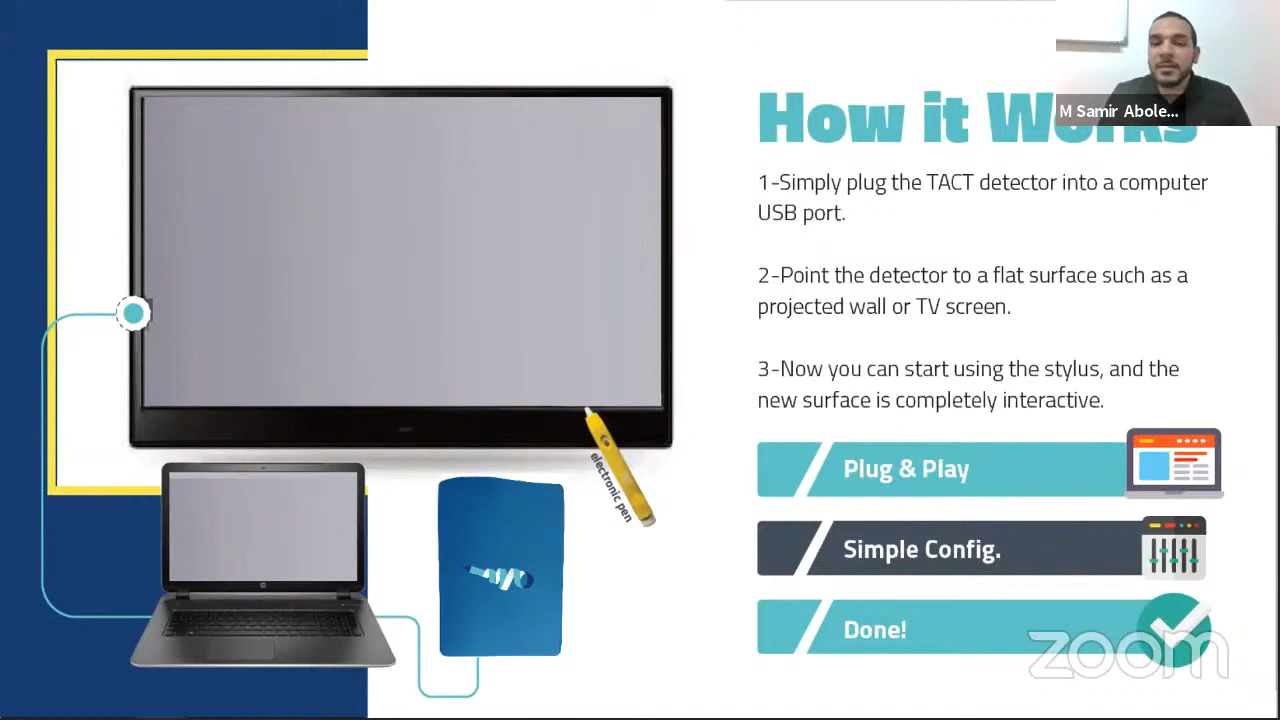 How it Works
M Samir Abole...
1-Simply plug the TACT detector into a computer
USB port.
2-Point the detector to a flat surface such as a
projected wall or TV screen.
3-Now you can start using the stylus, and the
new surface is completely interactive.
electronic pen
Plug & Play
Simple Config.
Done!
zoom